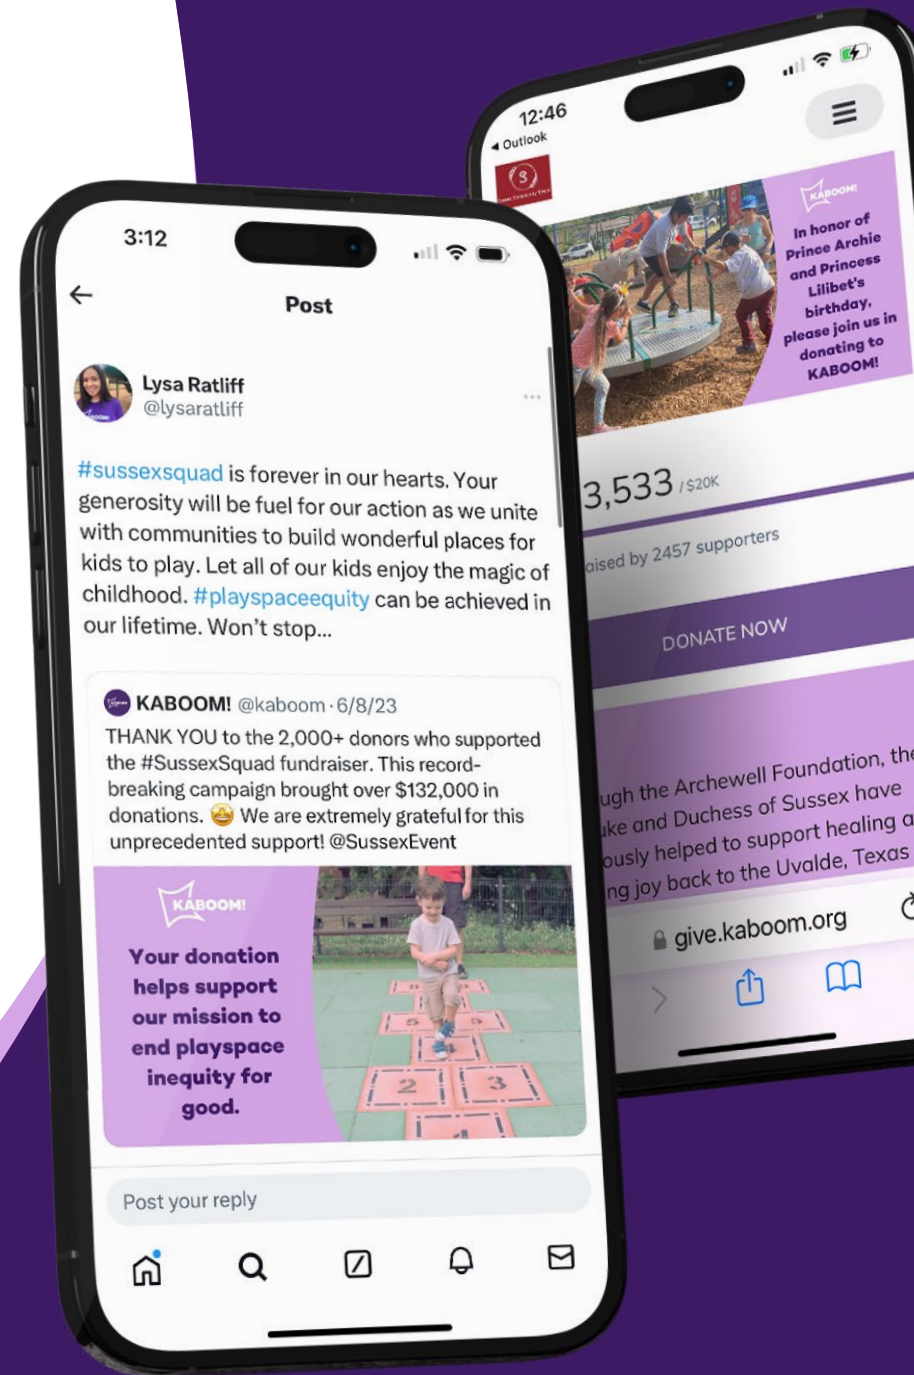 3:12
Post
Lysa Ratliff
@lysaratliff
#sussexsquad is forever in our hearts. Your
generosity will be fuel for our action as we unite
with communities to build wonderful places for
kids to play. Let all of our kids enjoy the magic of
childhood. #playspaceequity can be achieved in
our lifetime. Won't stop...
KABOOM! @kaboom · 6/8/23
THANK YOU to the 2,000+ donors who supported
the #SussexSquad fundraiser. This record-
breaking campaign brought over $132,000 in
donations. 🤩 We are extremely grateful for this
unprecedented support! @SussexEvent
KABOOM!
Your donation
helps support
our mission to
end playspace
inequity for
good.
5
5
4
2
3
1
Post your reply
12:46
◄ Outlook
S
KABOOM!
In honor of
Prince Archie
and Princess
Lilibet's
birthday,
please join us in
donating to
KABOOM!
3,533 / $20K
aised by 2457 supporters
DONATE NOW
ugh the Archewell Foundation, the
uke and Duchess of Sussex have
ously helped to support healing a
ng joy back to the Uvalde, Texas
give.kaboom.org